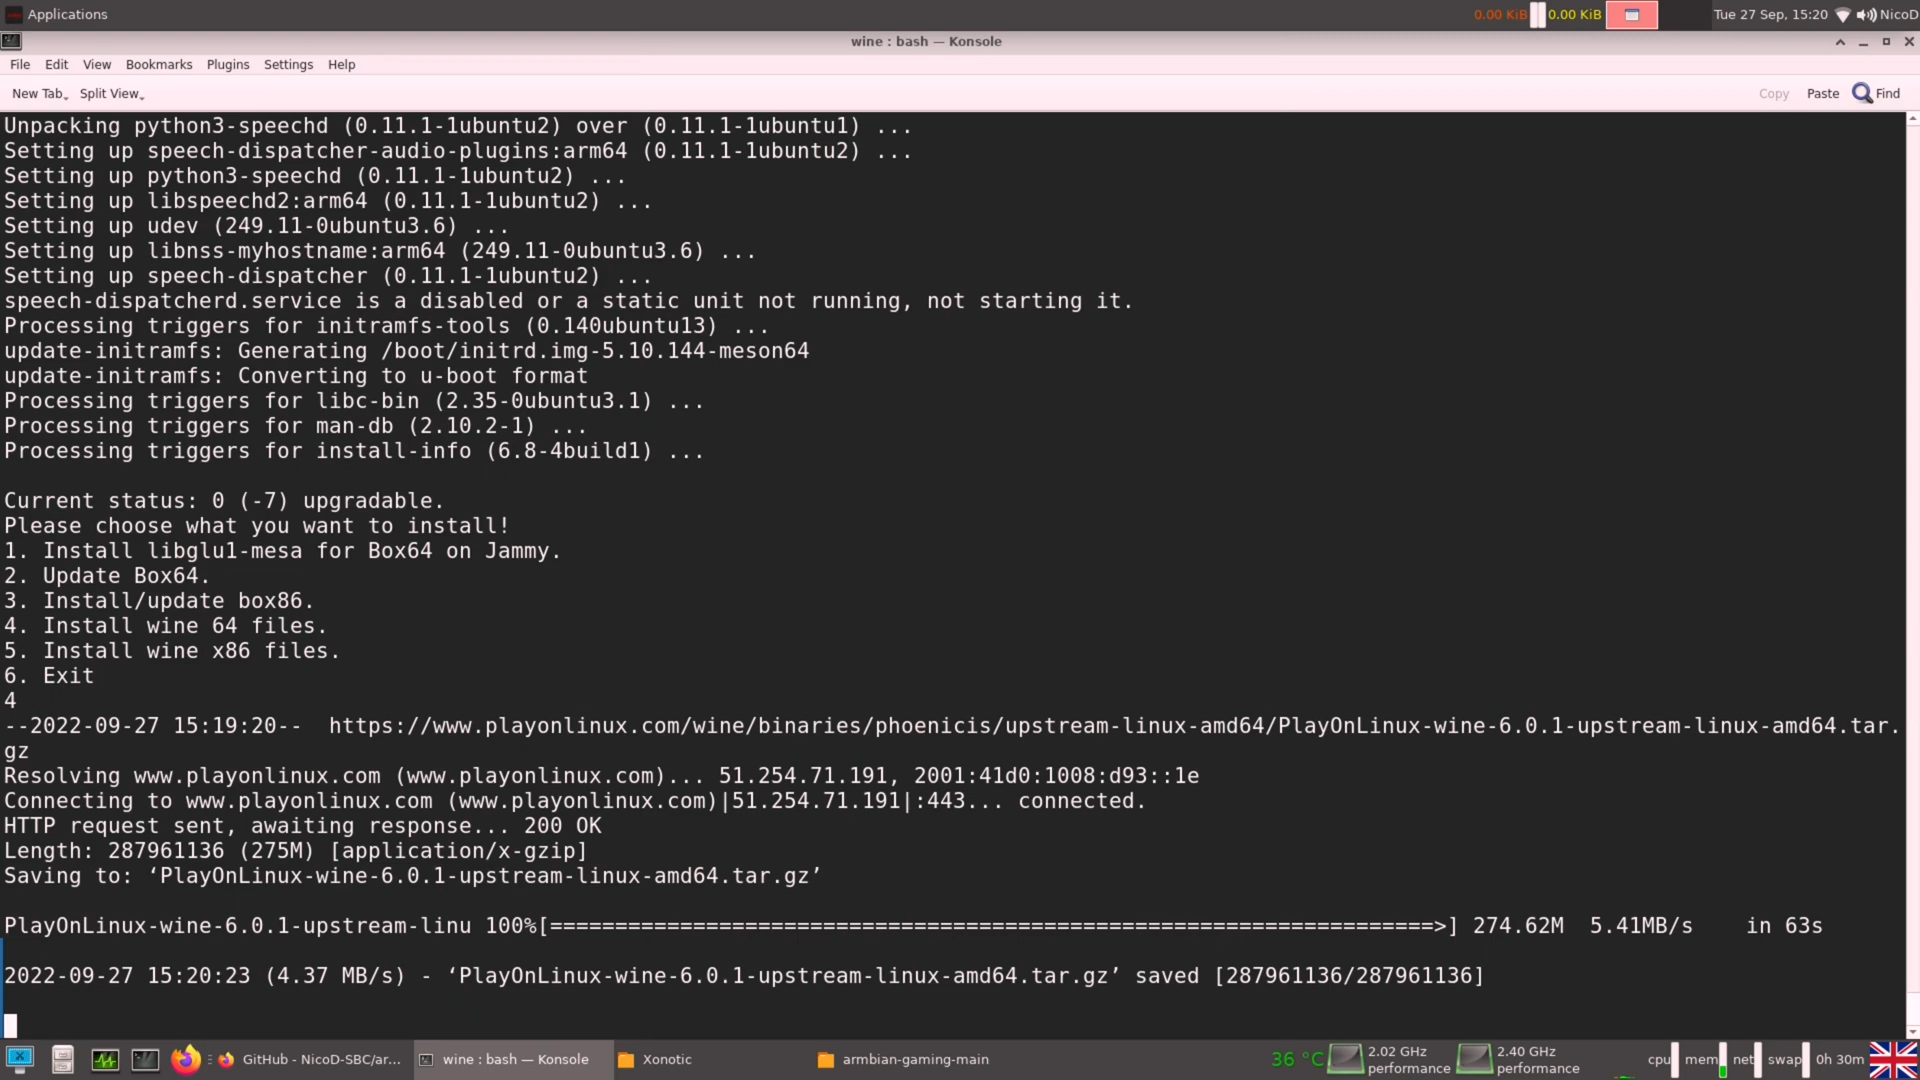 Applications
0.00 KiB 0.00 KiB Tue 27 Sep, 15:20 NicoD
wine : bash — Konsole
File Edit View Bookmarks Plugins Settings Help
New Tab Split View Copy Paste Find
Unpacking python3-speechd (0.11.1-1ubuntu2) over (0.11.1-1ubuntu1) ...
Setting up speech-dispatcher-audio-plugins:arm64 (0.11.1-1ubuntu2) ...
Setting up python3-speechd (0.11.1-1ubuntu2) ...
Setting up libspeechd2:arm64 (0.11.1-1ubuntu2) ...
Setting up udev (249.11-0ubuntu3.6) ...
Setting up libnss-myhostname:arm64 (249.11-0ubuntu3.6) ...
Setting up speech-dispatcher (0.11.1-1ubuntu2) ...
speech-dispatcherd.service is a disabled or a static unit not running, not starting it.
Processing triggers for initramfs-tools (0.140ubuntu13) ...
update-initramfs: Generating /boot/initrd.img-5.10.144-meson64
update-initramfs: Converting to u-boot format
Processing triggers for libc-bin (2.35-0ubuntu3.1) ...
Processing triggers for man-db (2.10.2-1) ...
Processing triggers for install-info (6.8-4build1) ...
Current status: 0 (-7) upgradable.
Please choose what you want to install!
1. Install libglu1-mesa for Box64 on Jammy.
2. Update Box64.
3. Install/update box86.
4. Install wine 64 files.
5. Install wine x86 files.
6. Exit
4
--2022-09-27 15:19:20--  https://www.playonlinux.com/wine/binaries/phoenicis/upstream-linux-amd64/PlayOnLinux-wine-6.0.1-upstream-linux-amd64.tar.
gz
Resolving www.playonlinux.com (www.playonlinux.com)... 51.254.71.191, 2001:41d0:1008:d93::1e
Connecting to www.playonlinux.com (www.playonlinux.com)|51.254.71.191|:443... connected.
HTTP request sent, awaiting response... 200 OK
Length: 287961136 (275M) [application/x-gzip]
Saving to: ‘PlayOnLinux-wine-6.0.1-upstream-linux-amd64.tar.gz’
PlayOnLinux-wine-6.0.1-upstream-linu 100%[====================================================================>] 274.62M  5.41MB/s    in 63s
2022-09-27 15:20:23 (4.37 MB/s) - ‘PlayOnLinux-wine-6.0.1-upstream-linux-amd64.tar.gz’ saved [287961136/287961136]
GitHub - NicoD-SBC/ar... wine : bash — Konsole Xonotic armbian-gaming-main 36 °C 2.02 GHz performance 2.40 GHz performance cpu mem net swap 0h 30m